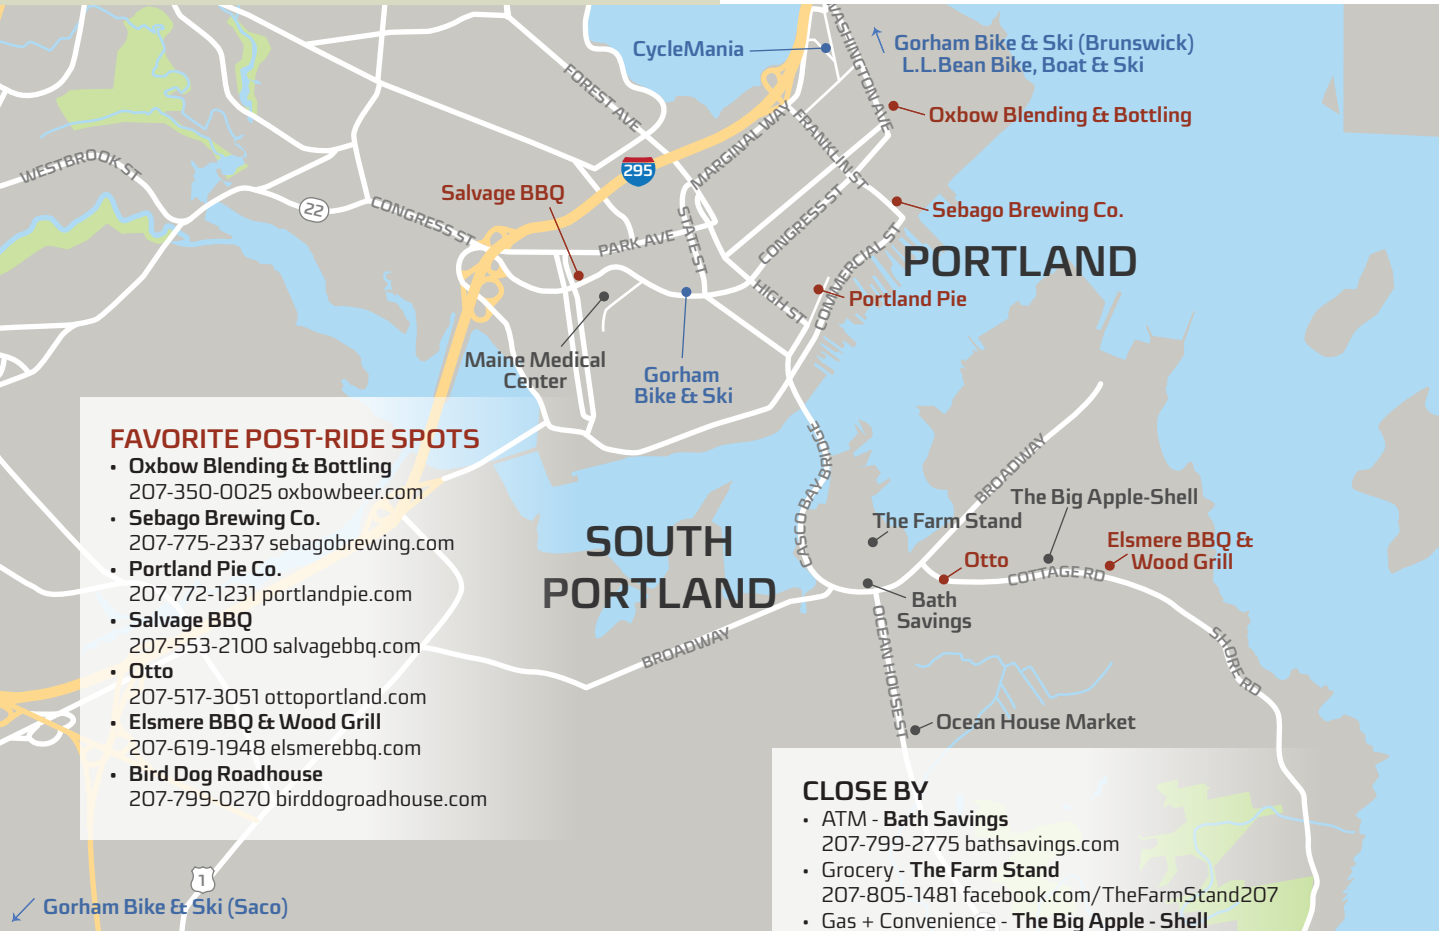 WASHINGTON AVE
CycleMania
Gorham Bike & Ski (Brunswick)
L.L.Bean Bike, Boat & Ski
FOREST AVE
Oxbow Blending & Bottling
MARGINAL WAY
FRANKLIN ST
WESTBROOK ST
295
Salvage BBQ
22
CONGRESS ST
PARK AVE
STATE ST
CONGRESS ST
Sebago Brewing Co.
COMMERCIAL ST
PORTLAND
HIGH ST
Portland Pie
Maine Medical
Center
Gorham
Bike & Ski
FAVORITE POST-RIDE SPOTS
• Oxbow Blending & Bottling
207-350-0025 oxbowbeer.com
• Sebago Brewing Co.
207-775-2337 sebagobrewing.com
• Portland Pie Co.
207 772-1231 portlandpie.com
• Salvage BBQ
207-553-2100 salvagebbq.com
• Otto
207-517-3051 ottoportland.com
• Elsmere BBQ & Wood Grill
207-619-1948 elsmerebbq.com
• Bird Dog Roadhouse
207-799-0270 birddogroadhouse.com
CASCO BAY BRIDGE
BROADWAY
The Big Apple-Shell
The Farm Stand
SOUTH
PORTLAND
Elsmere BBQ &
Wood Grill
Otto
COTTAGE RD
Bath
Savings
BROADWAY
OCEAN HOUSE ST
SHORE RD
Ocean House Market
CLOSE BY
• ATM - Bath Savings
207-799-2775 bathsavings.com
• Grocery - The Farm Stand
207-805-1481 facebook.com/TheFarmStand207
• Gas + Convenience - The Big Apple - Shell
1
Gorham Bike & Ski (Saco)